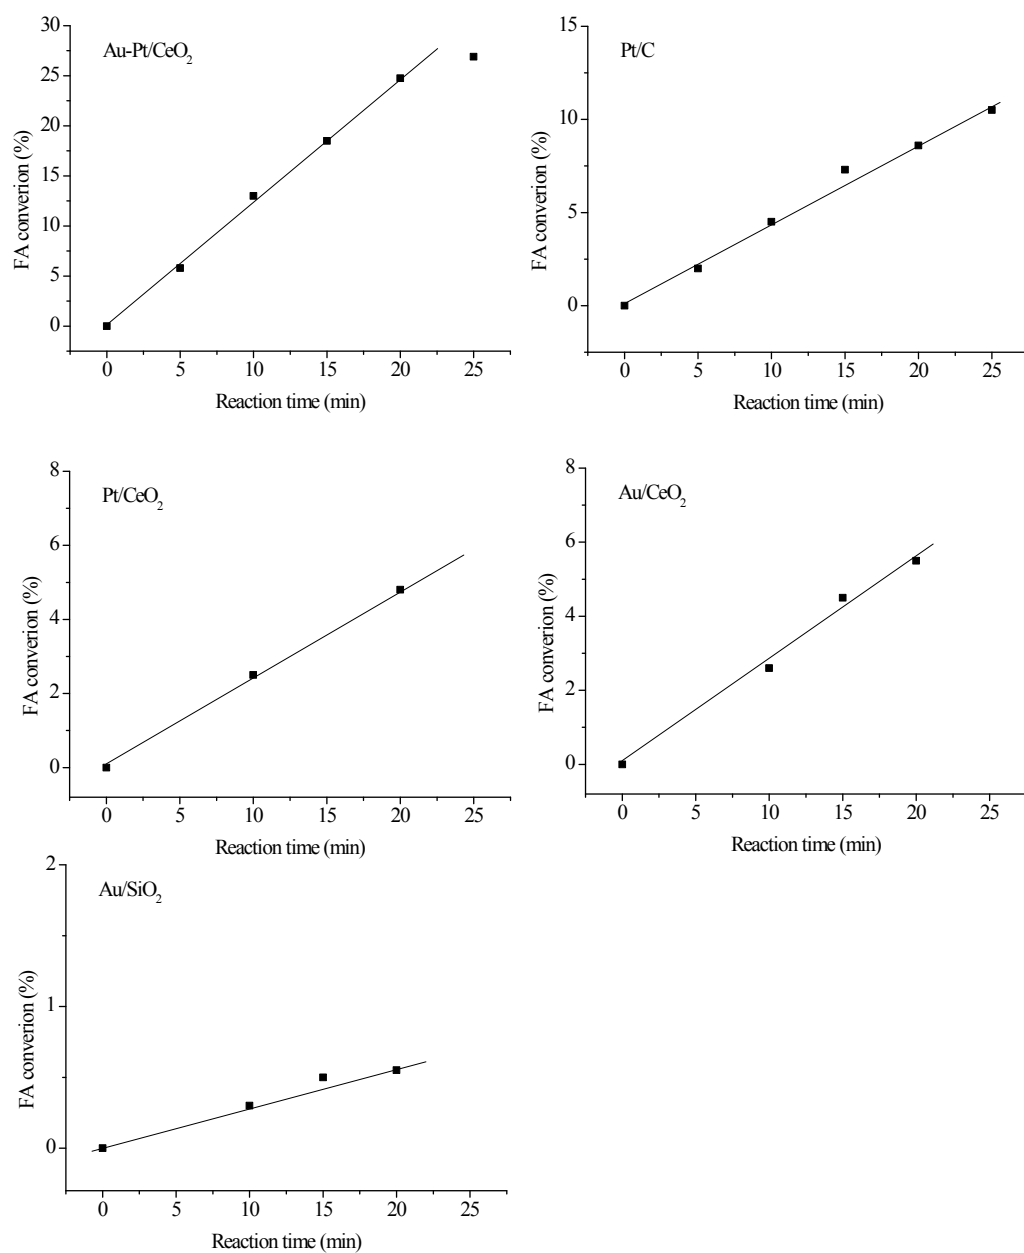 Au-Pt/CeO₂
30
25
20
15
10
5
0
FA converion (%)
0 5 10 15 20 25
Reaction time (min)
Pt/C
15
10
5
0
FA converion (%)
0 5 10 15 20 25
Reaction time (min)
Pt/CeO₂
8
6
4
2
0
FA converion (%)
0 5 10 15 20 25
Reaction time (min)
Au/CeO₂
8
6
4
2
0
FA converion (%)
0 5 10 15 20 25
Reaction time (min)
Au/SiO₂
2
1
0
FA converion (%)
0 5 10 15 20 25
Reaction time (min)